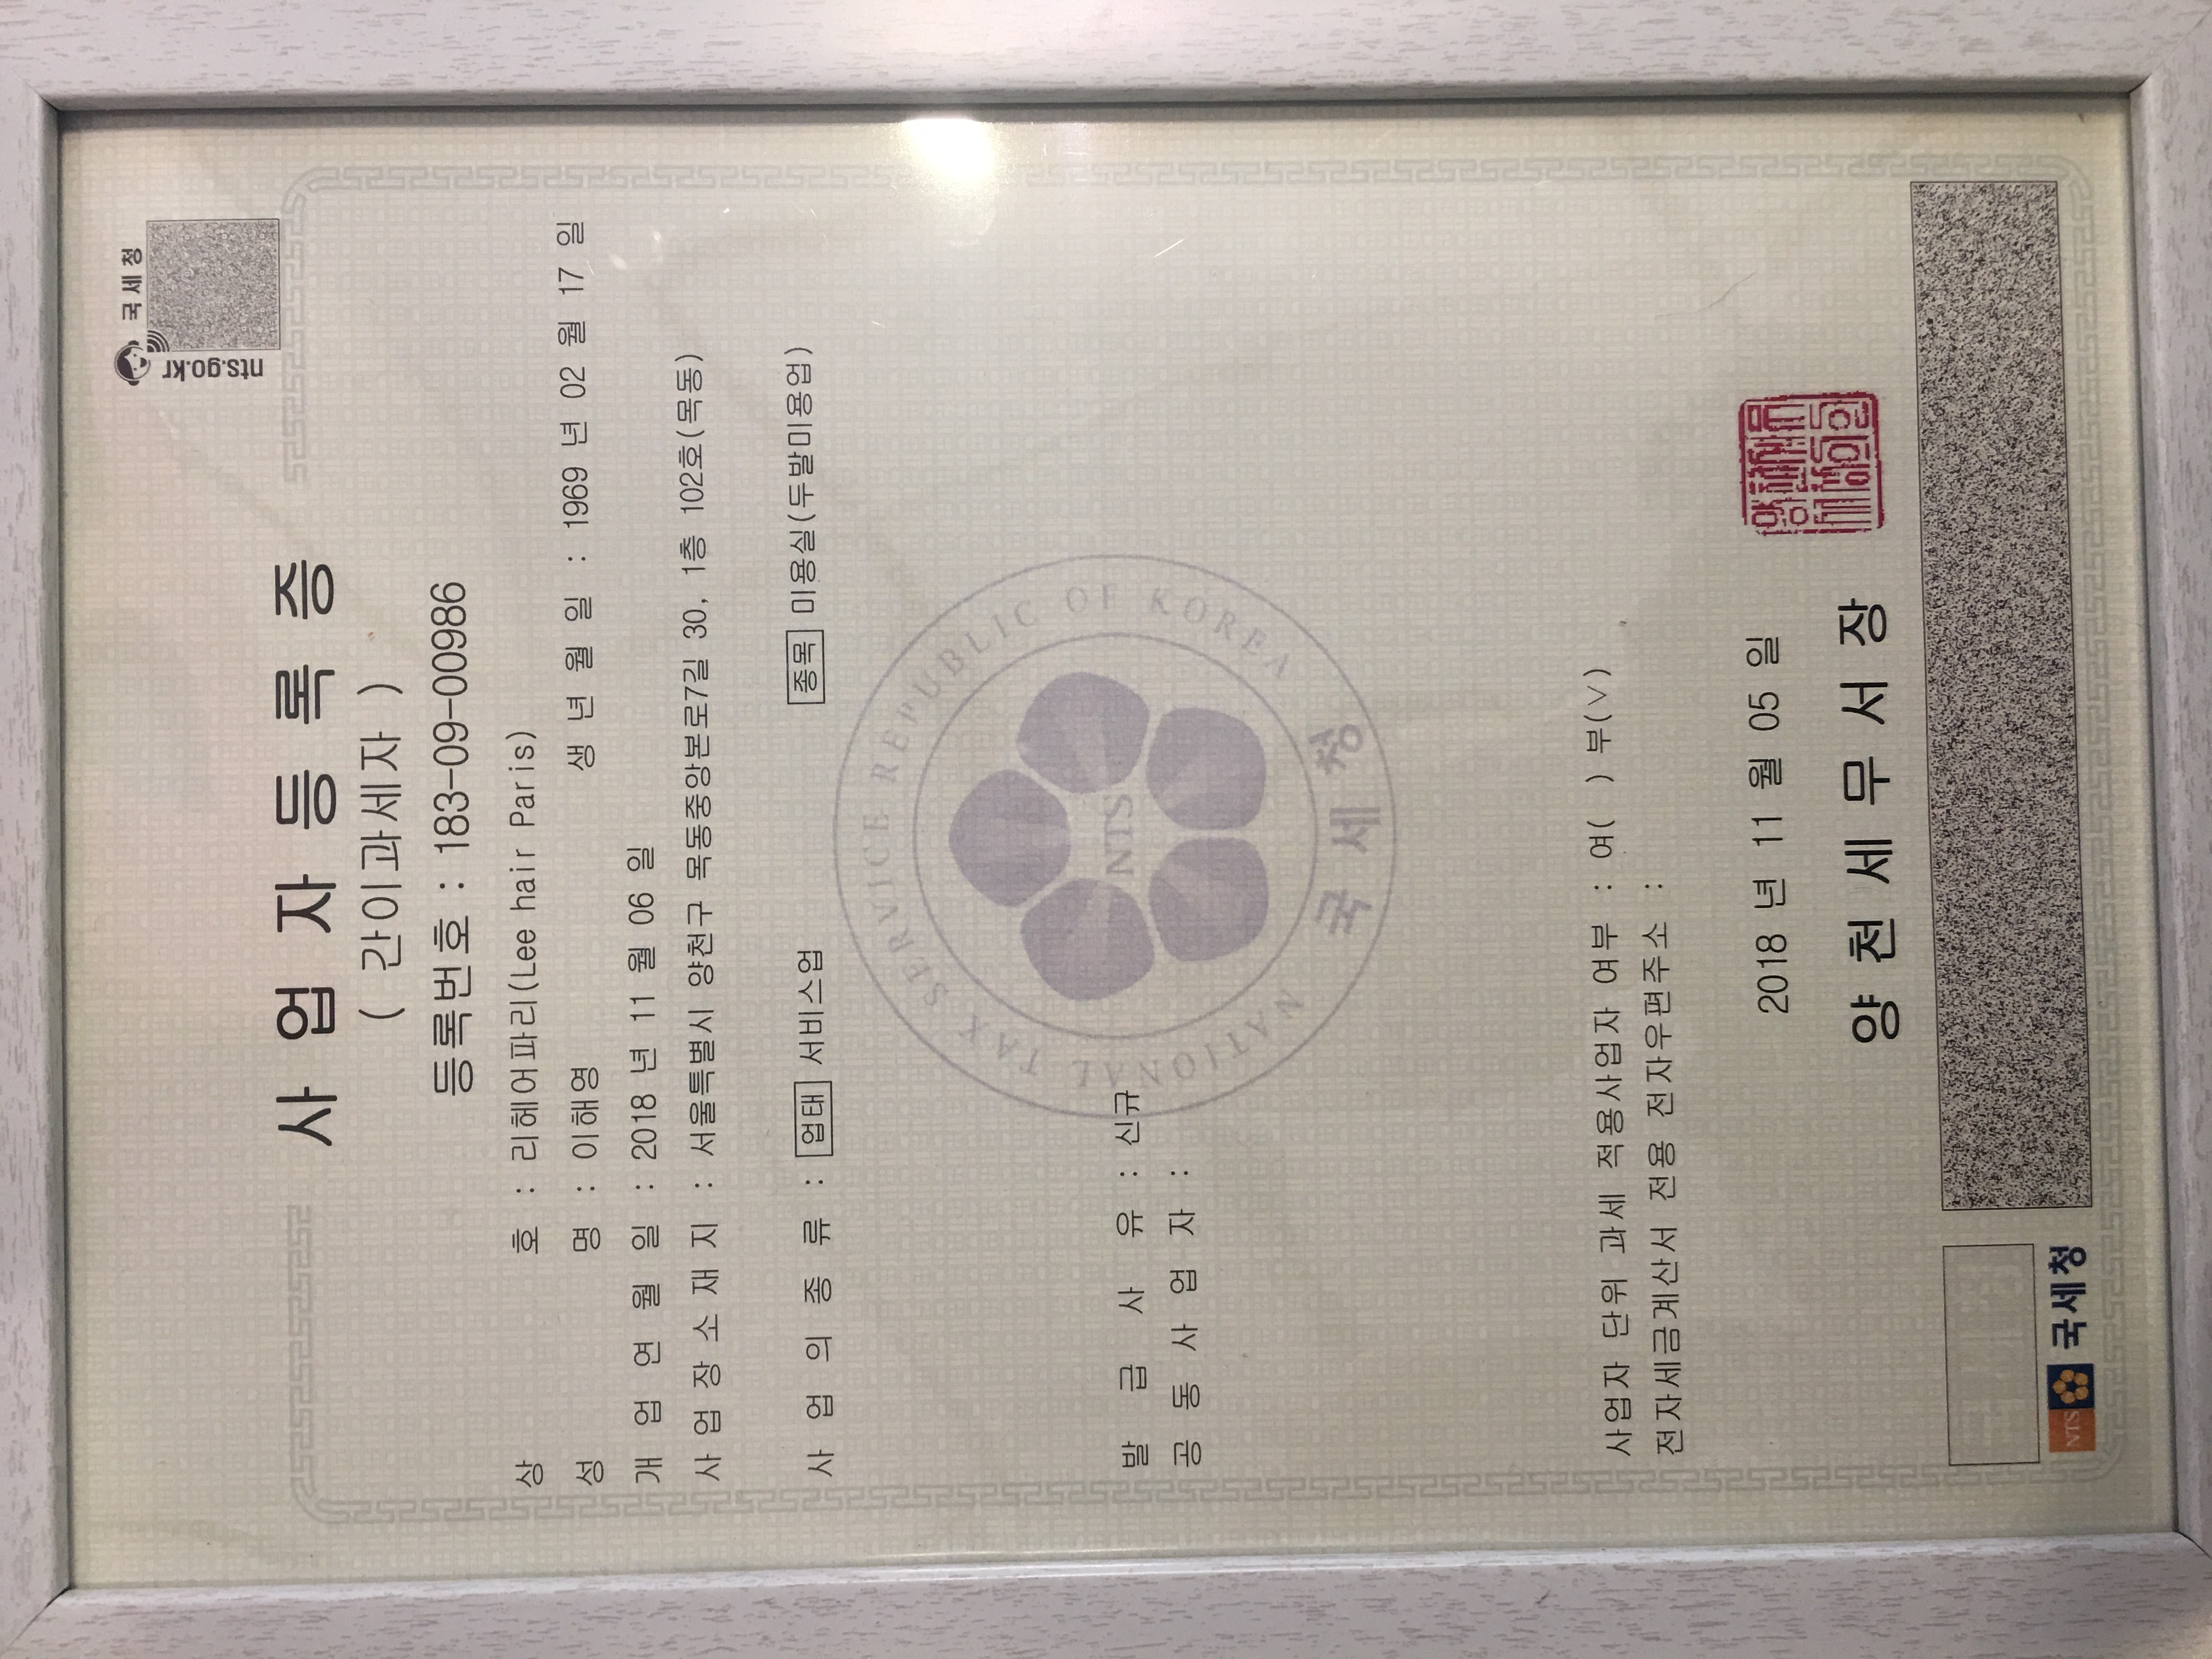 국세청
nts.go.kr
사업자등록증
( 간이과세자 )
등록번호 : 183-09-00986
상 호 : 리헤어파리(Lee hair Paris)
성 명 : 이해영 생 년 월 일 : 1969 년 02 월 17 일
개 업 연 월 일 : 2018 년 11 월 06 일
사 업 장 소 재 지 : 서울특별시 양천구 목동중앙본로7길 30, 1층 102호(목동)
사 업 의 종 류 : 업태 서비스업 종목 미용실(두발미용업)
NATIONAL TAX SERVICE REPUBLIC OF KOREA
NTS
국세청
발 급 사 유 : 신규
공 동 사 업 자 :
사업자 단위 과세 적용사업자 여부 : 여( ) 부(∨)
전자세금계산서 전용 전자우편주소 :
2018 년 11 월 05 일
양 천 세 무 서 장
NTS 국세청